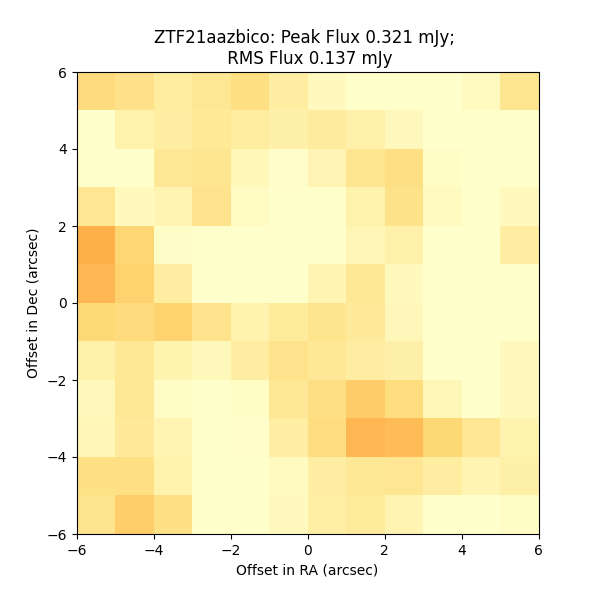 ZTF21aazbico: Peak Flux 0.321 mJy;
RMS Flux 0.137 mJy
6
4
2
0
−2
−4
−6
Offset in Dec (arcsec)
−6 −4 −2 0 2 4 6
Offset in RA (arcsec)